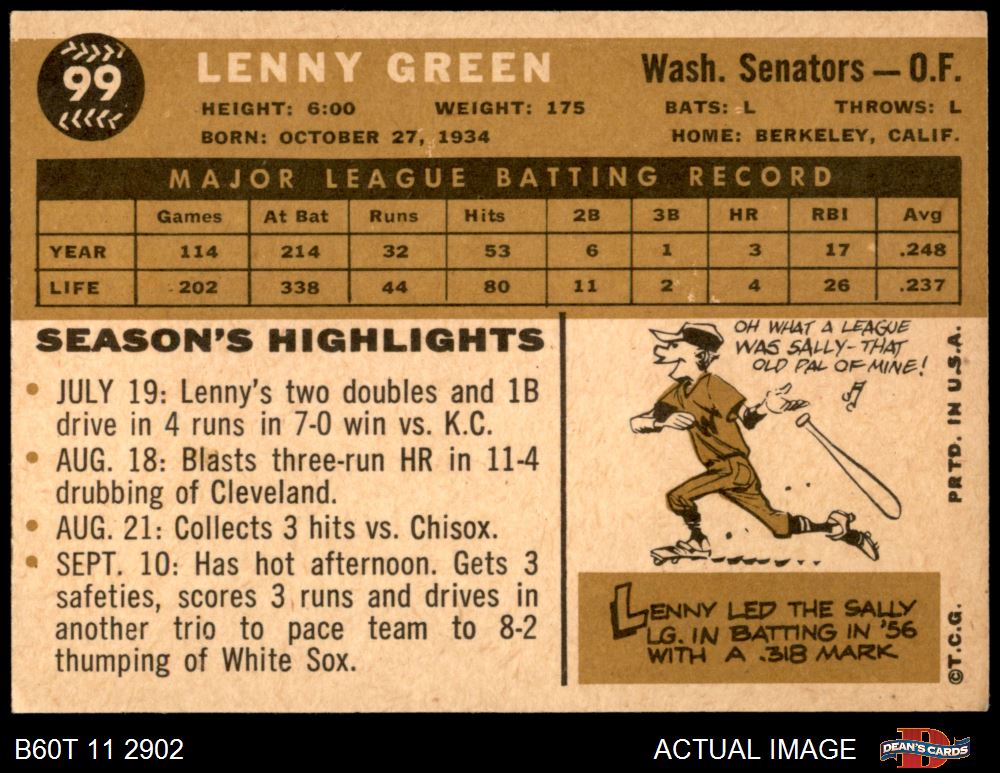 99
LENNY GREEN
Wash. Senators — O.F.
HEIGHT: 6:00 WEIGHT: 175 BATS: L THROWS: L
BORN: OCTOBER 27, 1934 HOME: BERKELEY, CALIF.
MAJOR LEAGUE BATTING RECORD
Games At Bat Runs Hits 2B 3B HR RBI Avg
YEAR 114 214 32 53 6 1 3 17 .248
LIFE 202 338 44 80 11 2 4 26 .237
SEASON'S HIGHLIGHTS
• JULY 19: Lenny's two doubles and 1B
drive in 4 runs in 7-0 win vs. K.C.
• AUG. 18: Blasts three-run HR in 11-4
drubbing of Cleveland.
• AUG. 21: Collects 3 hits vs. Chisox.
• SEPT. 10: Has hot afternoon. Gets 3
safeties, scores 3 runs and drives in
another trio to pace team to 8-2
thumping of White Sox.
OH WHAT A LEAGUE
WAS SALLY-THAT
OLD PAL OF MINE!
W
LENNY LED THE SALLY
LG. IN BATTING IN '56
WITH A .318 MARK
PRTD. IN U.S.A.
©T.C.G.
B60T 11 2902
ACTUAL IMAGE
DEAN'S CARDS